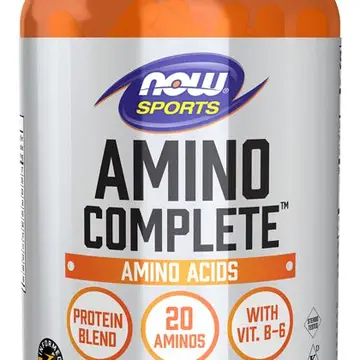 NOW
SPORTS
AMINO
COMPLETE™
AMINO ACIDS
PROTEIN
BLEND
20
AMINOS
WITH
VIT. B-6